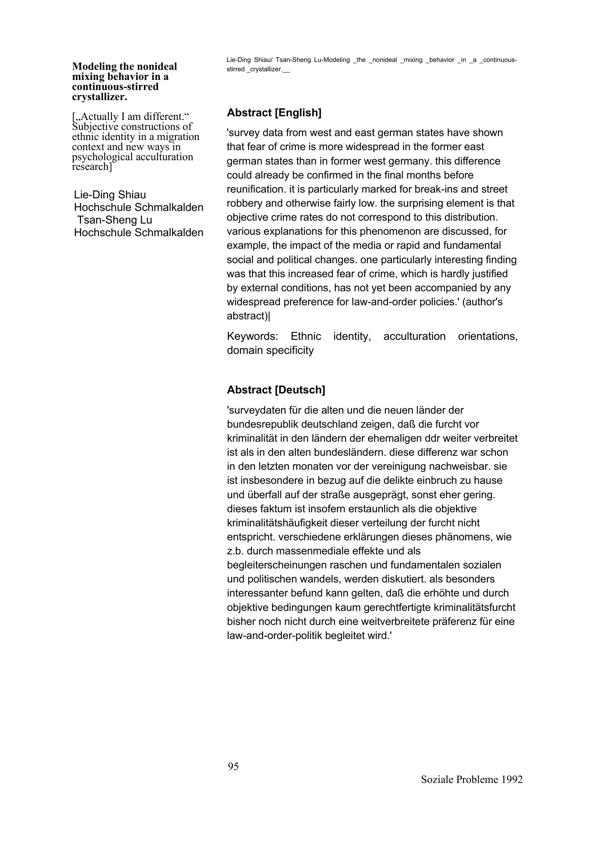 Modeling the nonideal
mixing behavior in a
continuous-stirred
crystallizer.
[„Actually I am different.“
Subjective constructions of
ethnic identity in a migration
context and new ways in
psychological acculturation
research]
Lie-Ding Shiau
Hochschule Schmalkalden
Tsan-Sheng Lu
Hochschule Schmalkalden
Lie-Ding Shiau/ Tsan-Sheng Lu-Modeling _the _nonideal _mixing _behavior _in _a _continuous-
stirred _crystallizer.__
Abstract [English]
'survey data from west and east german states have shown
that fear of crime is more widespread in the former east
german states than in former west germany. this difference
could already be confirmed in the final months before
reunification. it is particularly marked for break-ins and street
robbery and otherwise fairly low. the surprising element is that
objective crime rates do not correspond to this distribution.
various explanations for this phenomenon are discussed, for
example, the impact of the media or rapid and fundamental
social and political changes. one particularly interesting finding
was that this increased fear of crime, which is hardly justified
by external conditions, has not yet been accompanied by any
widespread preference for law-and-order policies.' (author's
abstract)|
Keywords: Ethnic identity, acculturation orientations,
domain specificity
Abstract [Deutsch]
'surveydaten für die alten und die neuen länder der
bundesrepublik deutschland zeigen, daß die furcht vor
kriminalität in den ländern der ehemaligen ddr weiter verbreitet
ist als in den alten bundesländern. diese differenz war schon
in den letzten monaten vor der vereinigung nachweisbar. sie
ist insbesondere in bezug auf die delikte einbruch zu hause
und überfall auf der straße ausgeprägt, sonst eher gering.
dieses faktum ist insofern erstaunlich als die objektive
kriminalitätshäufigkeit dieser verteilung der furcht nicht
entspricht. verschiedene erklärungen dieses phänomens, wie
z.b. durch massenmediale effekte und als
begleiterscheinungen raschen und fundamentalen sozialen
und politischen wandels, werden diskutiert. als besonders
interessanter befund kann gelten, daß die erhöhte und durch
objektive bedingungen kaum gerechtfertigte kriminalitätsfurcht
bisher noch nicht durch eine weitverbreitete präferenz für eine
law-and-order-politik begleitet wird.'
95
Soziale Probleme 1992